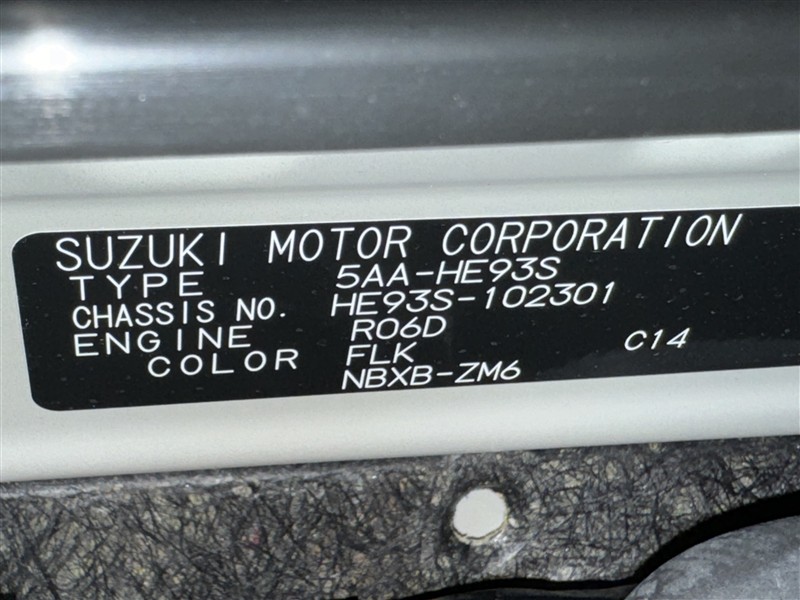 SUZUKI MOTOR CORPORATION
TYPE 5AA-HE93S
CHASSIS NO. HE93S-102301
ENGINE R06D
COLOR FLK C14
NBXB-ZM6